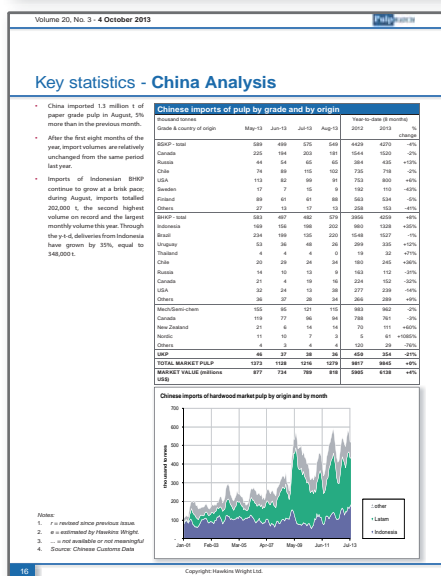 Volume 20, No. 3 - 4 October 2013
Key statistics - China Analysis
• China imported 1.3 million t of
paper grade pulp in August, 5%
more than in the previous month.
• After the first eight months of the
year, import volumes are relatively
unchanged from the same period
last year.
• Imports of Indonesian BHKP
continue to grow at a brisk pace;
during August, imports totalled
202,000 t, the second highest
volume on record and the largest
monthly volume this year. Through
the y-t-d, deliveries from Indonesia
have grown by 35%, equal to
348,000 t.
Chinese imports of pulp by grade and by origin
thousand tonnes Year-to-date (8 months)
Grade & country of origin May-13 Jun-13 Jul-13 Aug-13 2012 2013 %
change
BSKP - total 589 499 575 549 4429 4270 -4%
Canada 225 194 203 181 1544 1520 -2%
Russia 44 54 65 65 384 435 +13%
Chile 74 89 115 102 735 718 -2%
USA 113 82 99 91 753 800 +6%
Sweden 17 7 15 9 192 110 -43%
Finland 89 61 61 88 563 534 -5%
Others 27 13 17 13 258 153 -41%
BHKP - total 583 497 482 579 3956 4259 +8%
Indonesia 169 156 158 202 980 1328 +35%
Brazil 234 199 135 220 1548 1527 -1%
Uruguay 53 36 48 26 299 335 +12%
Thailand 4 4 4 0 19 32 +71%
Chile 20 29 24 34 180 245 +36%
Russia 14 10 13 9 163 112 -31%
Canada 21 4 19 16 224 152 -32%
USA 32 24 13 38 277 239 -14%
Others 36 37 28 34 266 289 +9%
Mech/Semi-chem 155 95 121 115 983 962 -2%
Canada 119 77 96 94 788 761 -3%
New Zealand 21 6 14 14 70 111 +60%
Nordic 11 10 7 3 5 61 +1085%
Others 4 3 4 4 120 29 -76%
UKP 46 37 38 36 450 354 -21%
TOTAL MARKET PULP 1373 1128 1216 1279 9817 9845 +0%
MARKET VALUE (millions 877 734 789 818 5905 6138 +4%
US$)
Chinese imports of hardwood market pulp by origin and by month
700
600
500
400
300
200
100
-
thousand tonnes
Jan-01 Feb-03 Mar-05 Apr-07 May-09 Jun-11 Jul-13
other
Latam
Indonesia
Notes:
1. r = revised since previous issue.
2. e = estimated by Hawkins Wright.
3. ... = not available or not meaningful
4. Source: Chinese Customs Data
16
Copyright: Hawkins Wright Ltd.